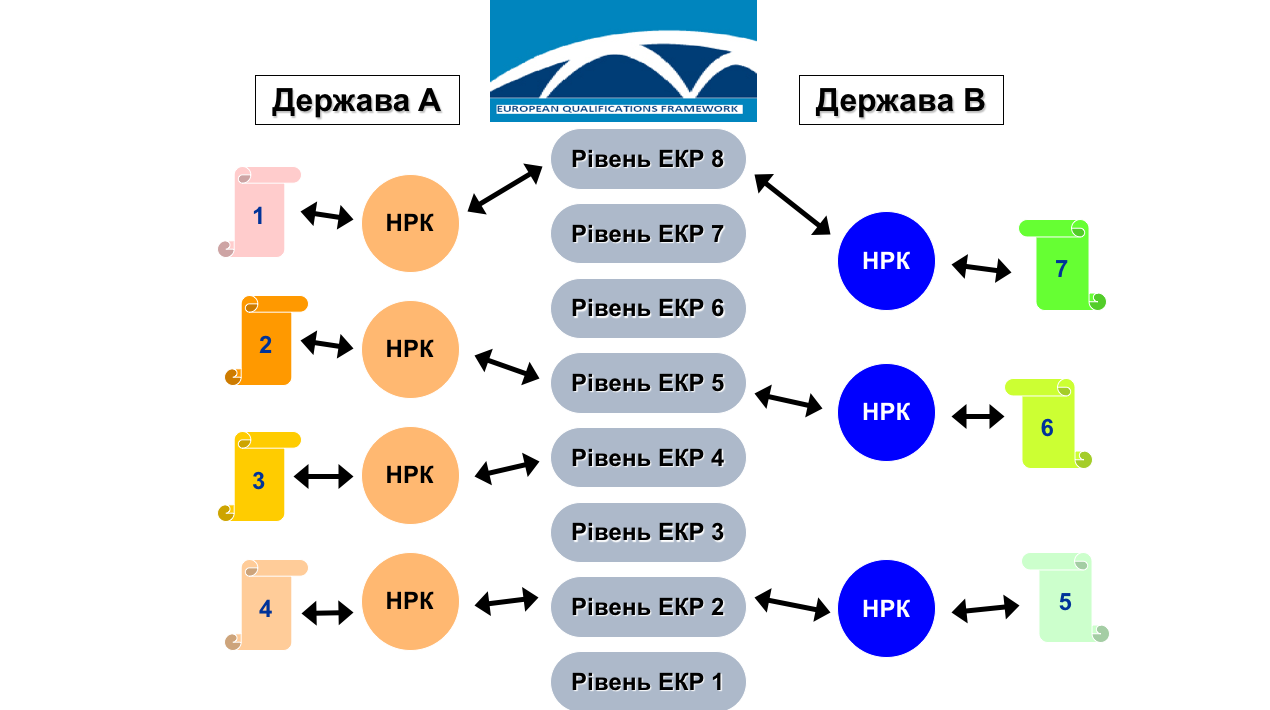 EUROPEAN QUALIFICATIONS FRAMEWORK
Держава А
Держава В
Рівень ЕКР 8
1
НРК
Рівень ЕКР 7
НРК
7
Рівень ЕКР 6
2
НРК
Рівень ЕКР 5
НРК
6
Рівень ЕКР 4
3
НРК
Рівень ЕКР 3
4
НРК
Рівень ЕКР 2
НРК
5
Рівень ЕКР 1